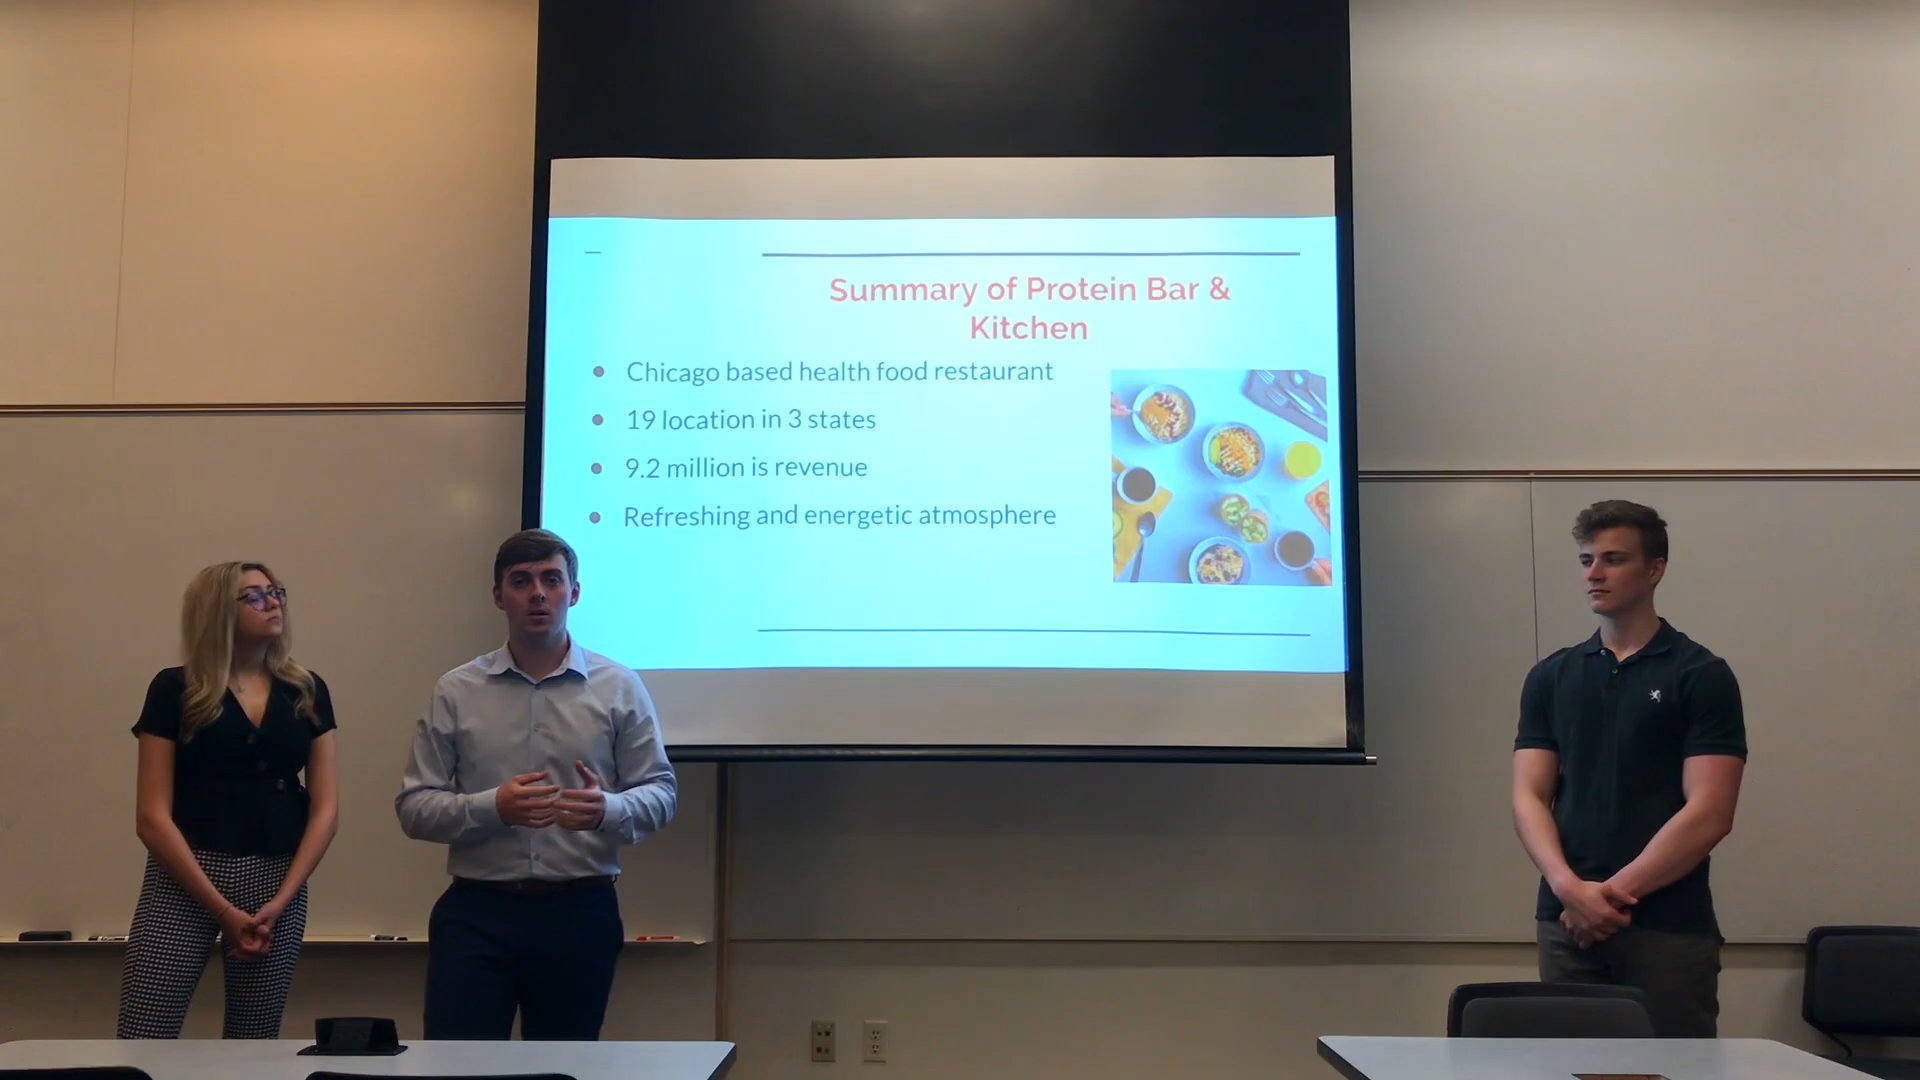 Summary of Protein Bar &
Kitchen
Chicago based health food restaurant
19 location in 3 states
9.2 million is revenue
Refreshing and energetic atmosphere